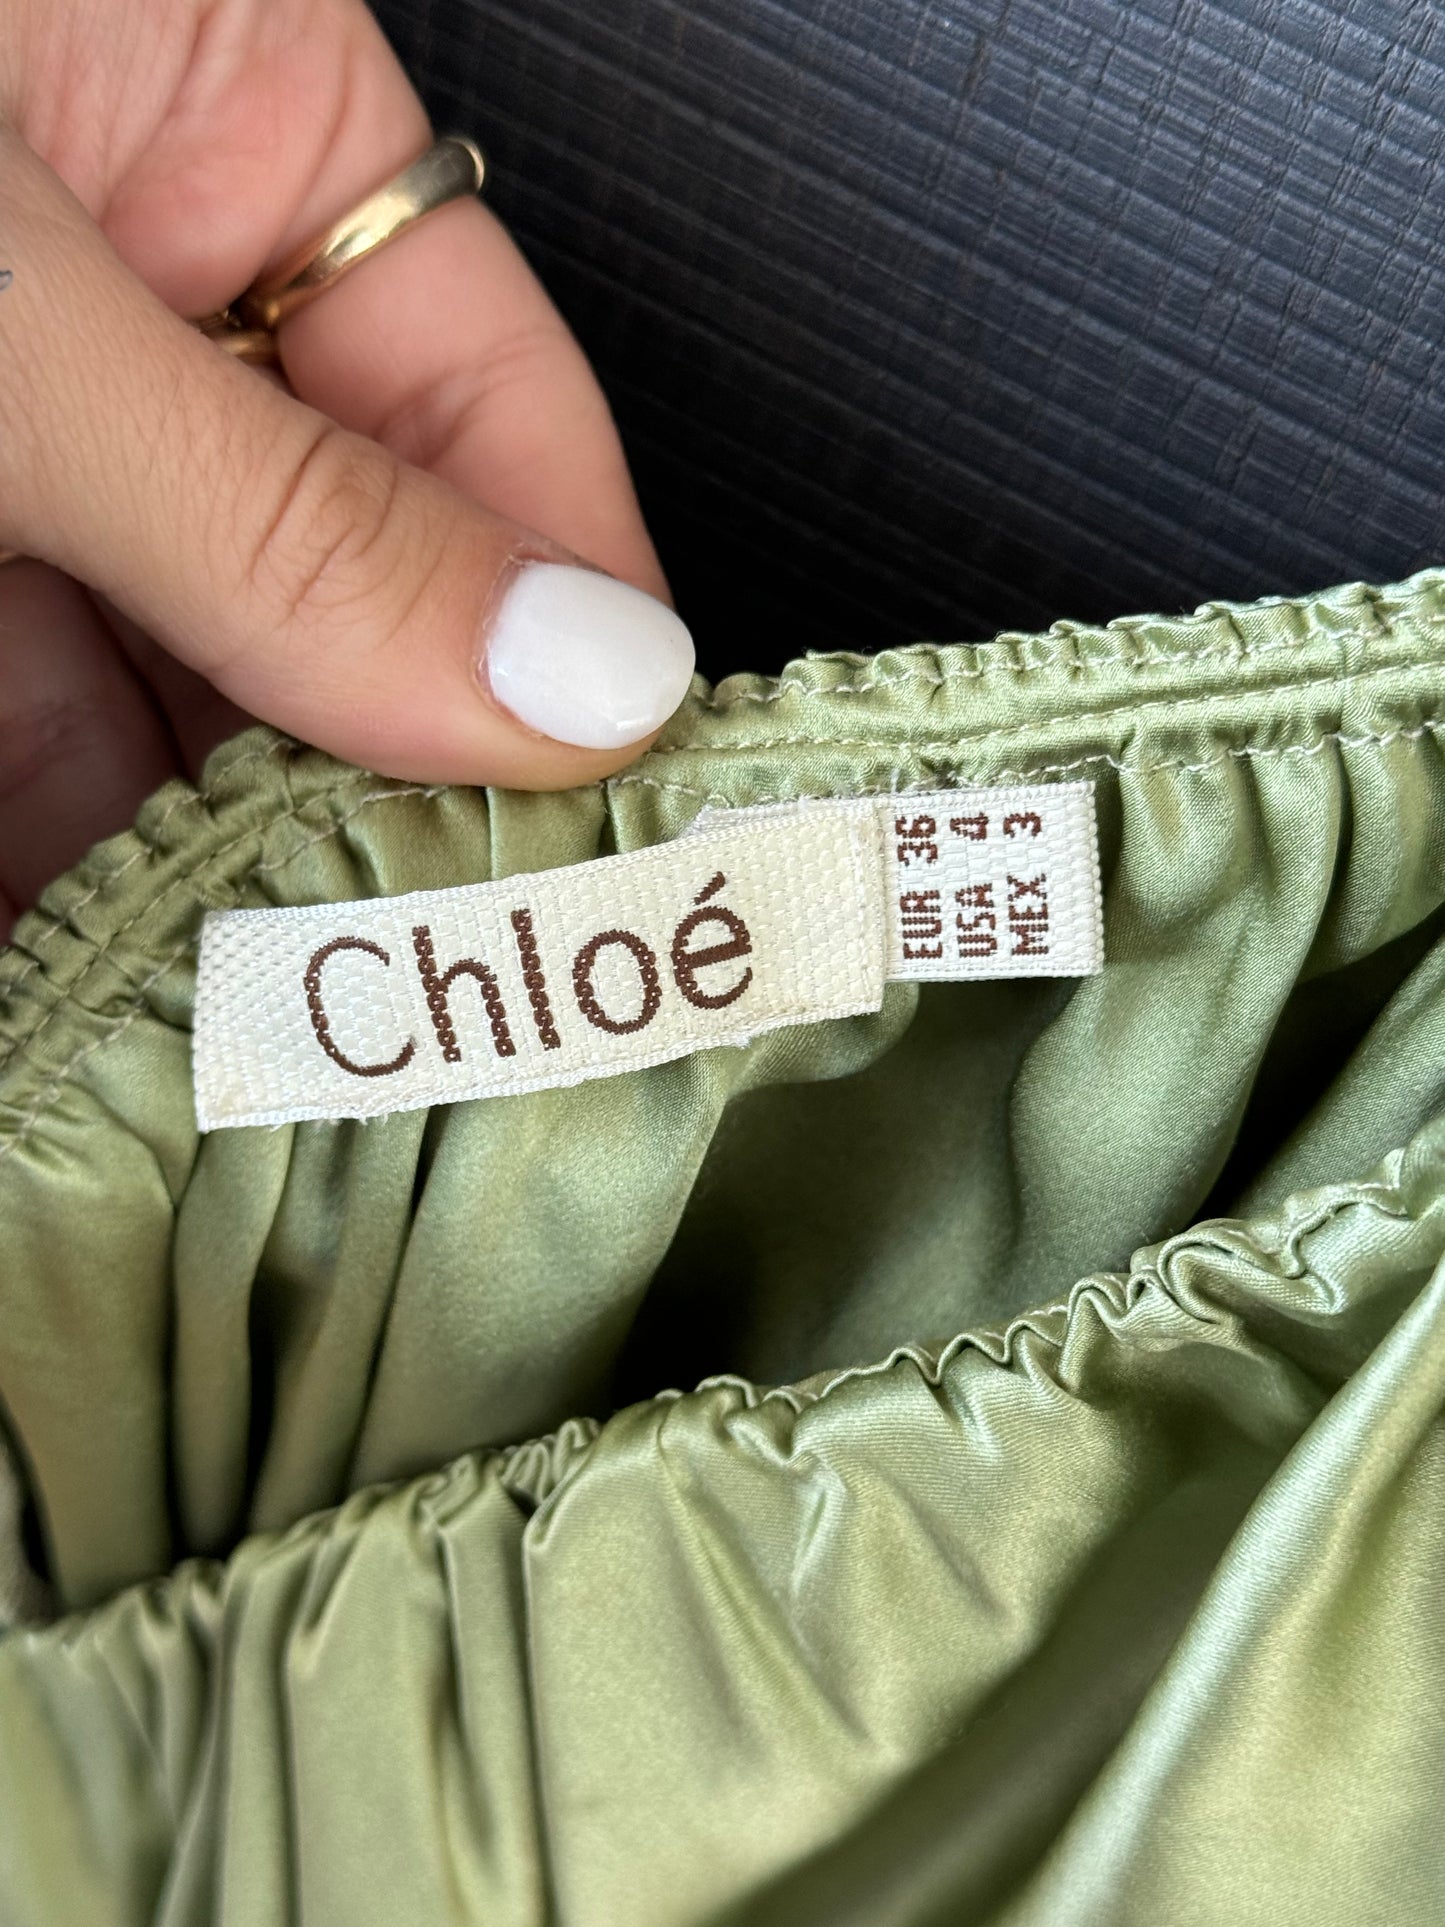 Chloé
EUR 36
USA 4
MEX 3